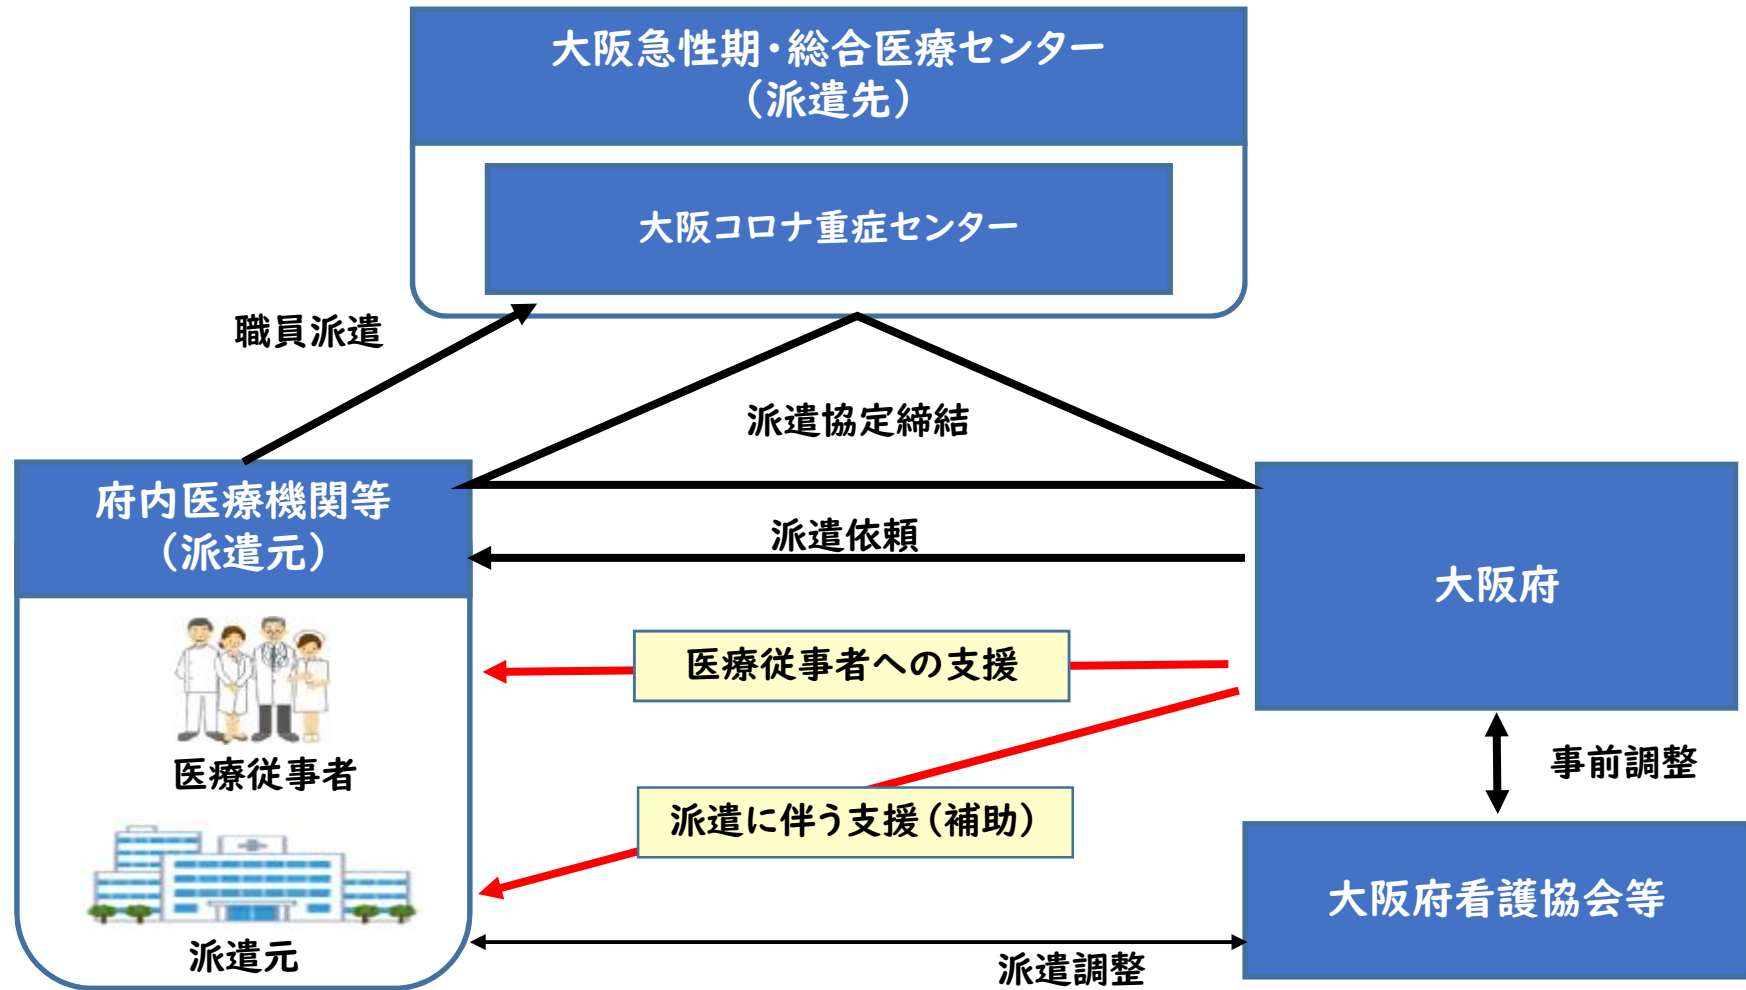 大阪急性期・総合医療センター
（派遣先）
大阪コロナ重症センター
職員派遣
派遣協定締結
府内医療機関等
（派遣元）
派遣依頼
大阪府
医療従事者への支援
医療従事者
事前調整
派遣に伴う支援（補助）
大阪府看護協会等
派遣元
派遣調整